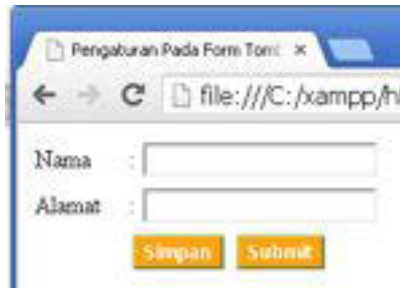 Pengaturan Pada Form Tom
file:///C:/xampp/h
Nama :
Alamat :
Simpan Submit